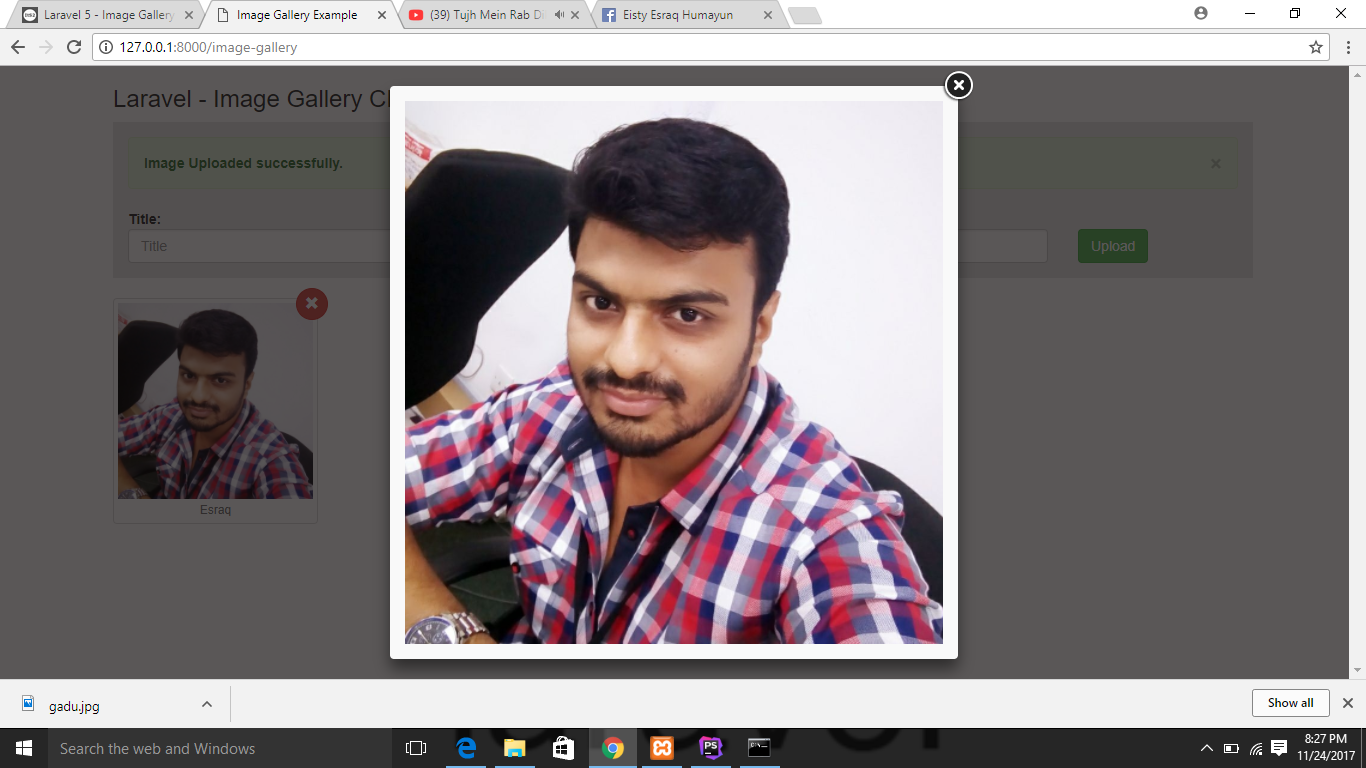 Laravel 5 - Image Gallery
Image Gallery Example
(39) Tujh Mein Rab Di
Eisty Esraq Humayun
127.0.0.1:8000/image-gallery
Laravel - Image Gallery
Image Uploaded successfully.
×
Title:
Title
Upload
Esraq
gadu.jpg
Show all
Search the web and Windows
PS
8:27 PM
11/24/2017